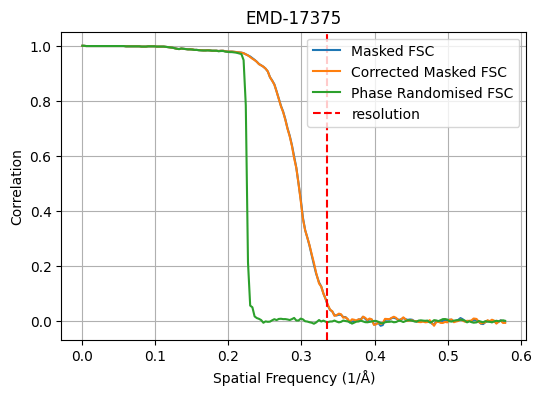 EMD-17375
Masked FSC
Corrected Masked FSC
Phase Randomised FSC
resolution
Correlation
1.0
0.8
0.6
0.4
0.2
0.0
0.0 0.1 0.2 0.3 0.4 0.5 0.6
Spatial Frequency (1/Å)